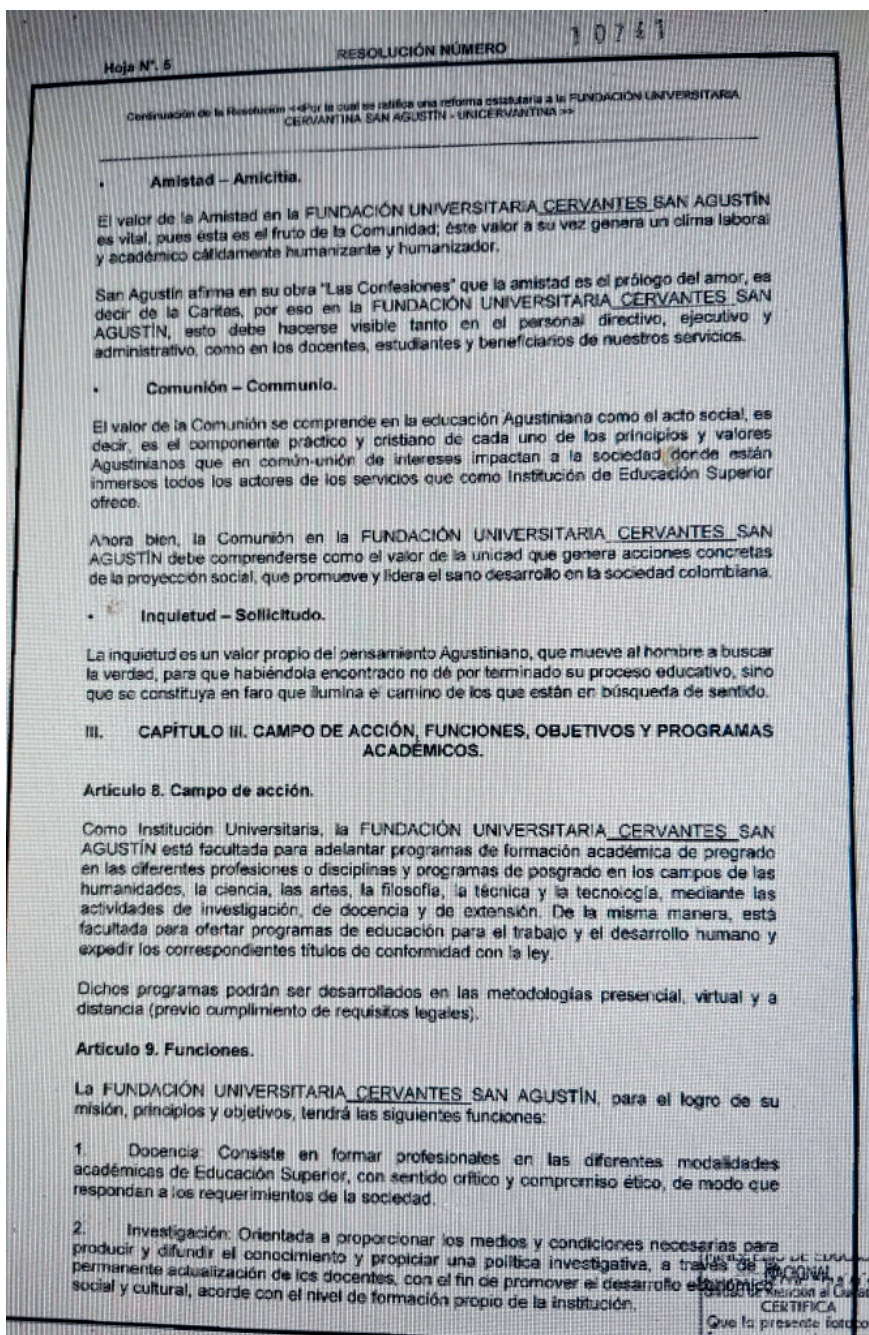 Hoja N°. 5
RESOLUCIÓN NÚMERO
10741
Continuación de la Resolución <<Por la cual se ratifica una reforma estatutaria a la FUNDACIÓN UNIVERSITARIA
CERVANTINA SAN AGUSTÍN - UNICERVANTINA >>
• Amistad – Amicitia.
El valor de la Amistad en la FUNDACIÓN UNIVERSITARIA CERVANTES SAN AGUSTÍN
es vital, pues ésta es el fruto de la Comunidad; éste valor a su vez genera un clima laboral
y académico cálidamente humanizante y humanizador.
San Agustín afirma en su obra "Las Confesiones" que la amistad es el prólogo del amor, es
decir de la Caritas, por eso en la FUNDACIÓN UNIVERSITARIA CERVANTES SAN
AGUSTÍN, esto debe hacerse visible tanto en el personal directivo, ejecutivo y
administrativo, como en los docentes, estudiantes y beneficiarios de nuestros servicios.
• Comunión – Communio.
El valor de la Comunión se comprende en la educación Agustiniana como el acto social, es
decir, es el componente práctico y cristiano de cada uno de los principios y valores
Agustinianos que en común-unión de intereses impactan a la sociedad donde están
inmersos todos los actores de los servicios que como Institución de Educación Superior
ofrece.
Ahora bien, la Comunión en la FUNDACIÓN UNIVERSITARIA CERVANTES SAN
AGUSTÍN debe comprenderse como el valor de la unidad que genera acciones concretas
de la proyección social, que promueve y lidera el sano desarrollo en la sociedad colombiana.
• Inquietud – Sollicitudo.
La inquietud es un valor propio del pensamiento Agustiniano, que mueve al hombre a buscar
la verdad, para que habiéndola encontrado no dé por terminado su proceso educativo, sino
que se constituya en faro que ilumina el camino de los que están en búsqueda de sentido.
III. CAPÍTULO III. CAMPO DE ACCIÓN, FUNCIONES, OBJETIVOS Y PROGRAMAS
ACADÉMICOS.
Artículo 8. Campo de acción.
Como Institución Universitaria, la FUNDACIÓN UNIVERSITARIA CERVANTES SAN
AGUSTÍN está facultada para adelantar programas de formación académica de pregrado
en las diferentes profesiones o disciplinas y programas de posgrado en los campos de las
humanidades, la ciencia, las artes, la filosofía, la técnica y la tecnología, mediante las
actividades de investigación, de docencia y de extensión. De la misma manera, está
facultada para ofertar programas de educación para el trabajo y el desarrollo humano y
expedir los correspondientes títulos de conformidad con la ley.
Dichos programas podrán ser desarrollados en las metodologías presencial, virtual y a
distancia (previo cumplimiento de requisitos legales).
Artículo 9. Funciones.
La FUNDACIÓN UNIVERSITARIA CERVANTES SAN AGUSTÍN, para el logro de su
misión, principios y objetivos, tendrá las siguientes funciones:
1. Docencia: Consiste en formar profesionales en las diferentes modalidades
académicas de Educación Superior, con sentido crítico y compromiso ético, de modo que
respondan a los requerimientos de la sociedad.
2. Investigación: Orientada a proporcionar los medios y condiciones necesarias para
producir y difundir el conocimiento y propiciar una política investigativa, a través de
permanente actualización de los docentes, con el fin de promover el desarrollo económico
social y cultural, acorde con el nivel de formación propio de la institución.
NACIONAL
CERTIFICA
Que la presente